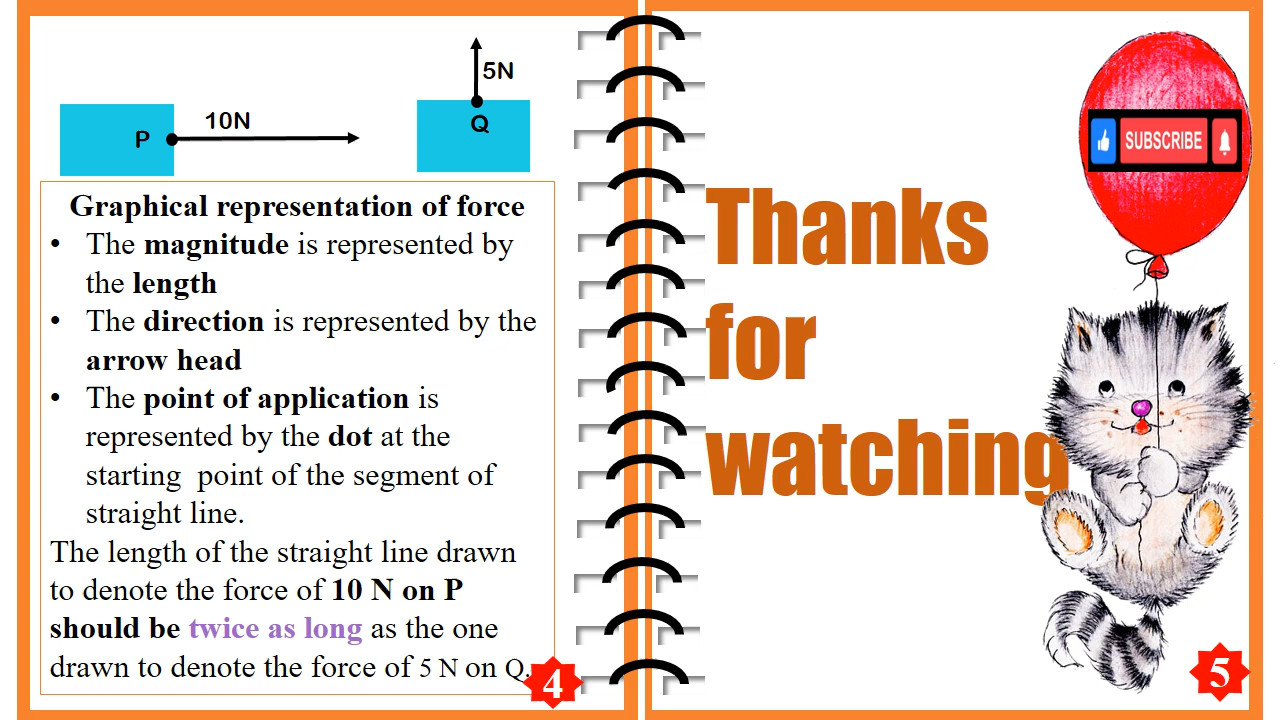 5N
10N
P
Q
Graphical representation of force
• The magnitude is represented by
the length
• The direction is represented by the
arrow head
• The point of application is
represented by the dot at the
starting point of the segment of
straight line.
The length of the straight line drawn
to denote the force of 10 N on P
should be twice as long as the one
drawn to denote the force of 5 N on Q.
4
SUBSCRIBE
Thanks
for
watching
5